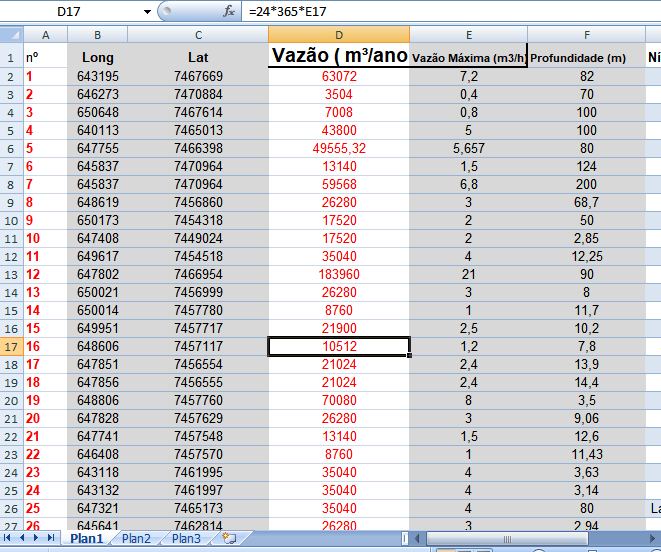 D17 fx =24*365*E17
A B C D E F
1 nº Long Lat Vazão ( m³/ano Vazão Máxima (m3/h) Profundidade (m) Ní
2 1 643195 7467669 63072 7,2 82
3 2 646273 7470884 3504 0,4 70
4 3 650648 7467614 7008 0,8 100
5 4 640113 7465013 43800 5 100
6 5 647755 7466398 49555,32 5,657 80
7 6 645837 7470964 13140 1,5 124
8 7 645837 7470964 59568 6,8 200
9 8 648619 7456860 26280 3 68,7
10 9 650173 7454318 17520 2 50
11 10 647408 7449024 17520 2 2,85
12 11 649617 7454518 35040 4 12,25
13 12 647802 7466954 183960 21 90
14 13 650021 7456999 26280 3 8
15 14 650014 7457780 8760 1 11,7
16 15 649951 7457717 21900 2,5 10,2
17 16 648606 7457117 10512 1,2 7,8
18 17 647851 7456554 21024 2,4 13,9
19 18 647856 7456555 21024 2,4 14,4
20 19 648806 7457760 70080 8 3,5
21 20 647828 7457629 26280 3 9,06
22 21 647741 7457548 13140 1,5 12,6
23 22 646408 7457570 8760 1 11,43
24 23 643118 7461995 35040 4 3,63
25 24 643132 7461997 35040 4 3,14
26 25 647321 7465173 35040 4 80 La
27 26 645641 7462814 26280 3 2,94
Plan1 Plan2 Plan3